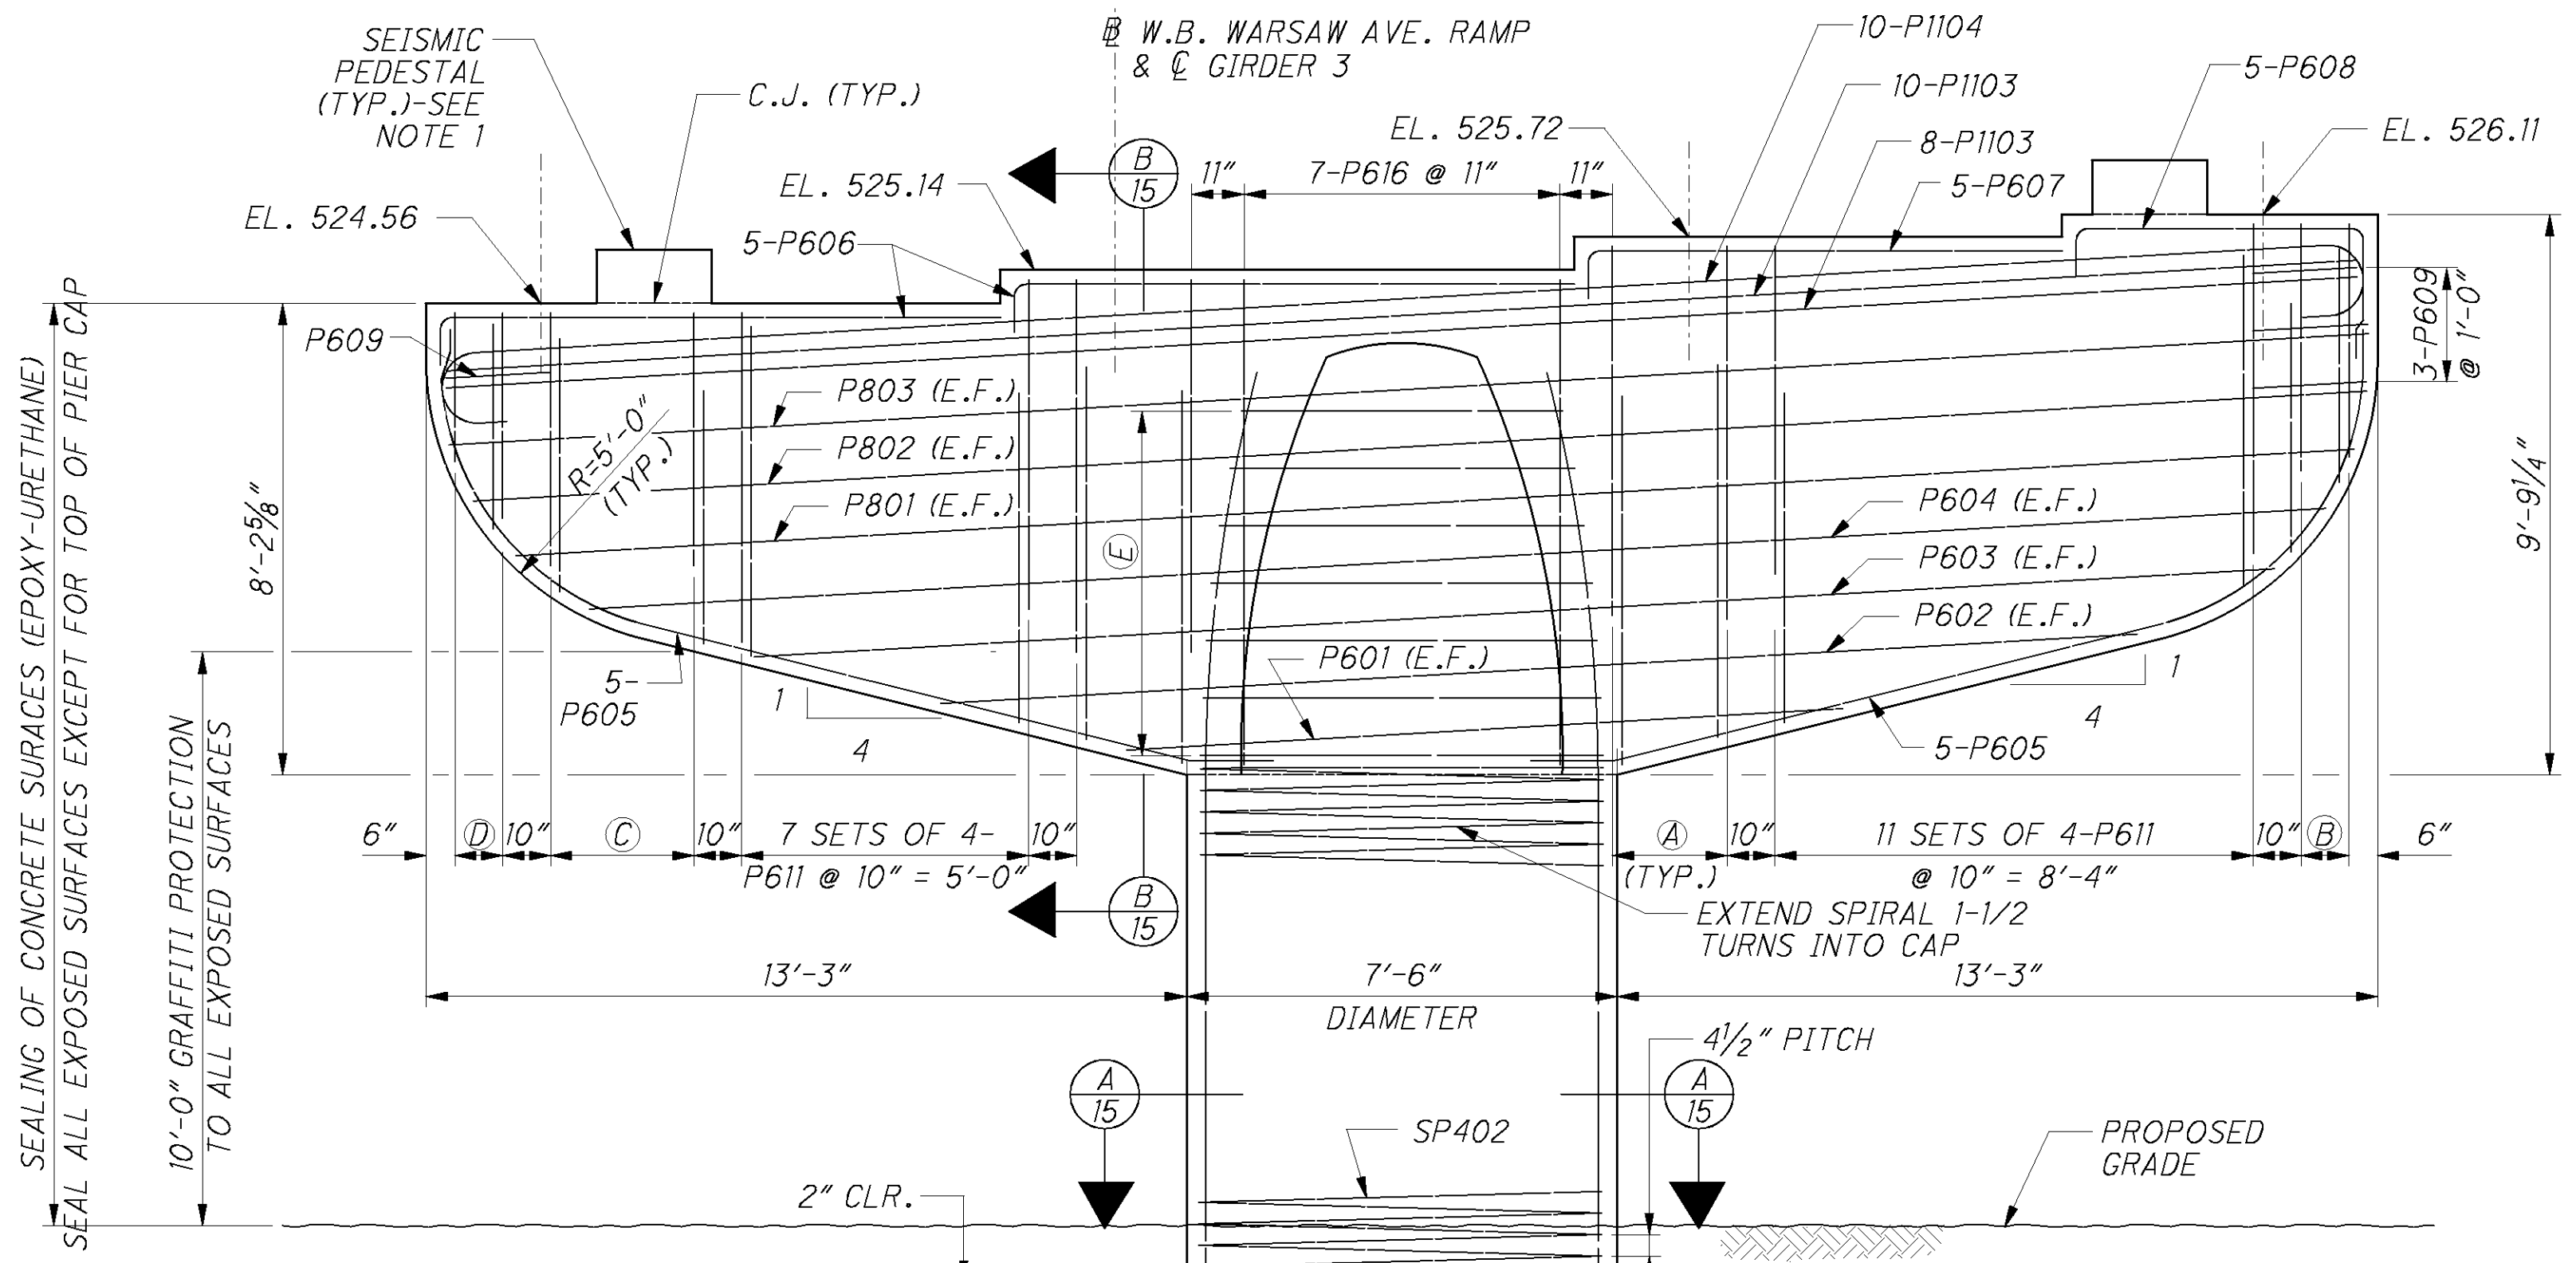 SEISMIC
PEDESTAL
(TYP.)-SEE
NOTE 1
C.J. (TYP.)
℄ W.B. WARSAW AVE. RAMP
& ℄ GIRDER 3
10-P1104
10-P1103
8-P1103
5-P607
5-P608
EL. 526.11
EL. 525.72
EL. 525.14
EL. 524.56
B
15
11"
7-P616 @ 11"
11"
5-P606
P609
3-P609
@ 1'-0"
P803 (E.F.)
P802 (E.F.)
P801 (E.F.)
R=5'-0"
(TYP.)
E
P604 (E.F.)
P603 (E.F.)
P602 (E.F.)
P601 (E.F.)
8'-2⅝"
9'-9¼"
5-
P605
1
4
1
4
5-P605
SEALING OF CONCRETE SURACES (EPOXY-URETHANE)
SEAL ALL EXPOSED SURFACES EXCEPT FOR TOP OF PIER CAP
10'-0" GRAFFITI PROTECTION
TO ALL EXPOSED SURFACES
6"
D
10"
C
10"
7 SETS OF 4-
P611 @ 10" = 5'-0"
10"
A
(TYP.)
10"
11 SETS OF 4-P611
@ 10" = 8'-4"
10"
B
6"
B
15
EXTEND SPIRAL 1-1/2
TURNS INTO CAP
13'-3"
7'-6"
DIAMETER
13'-3"
4½" PITCH
A
15
A
15
SP402
2" CLR.
PROPOSED
GRADE